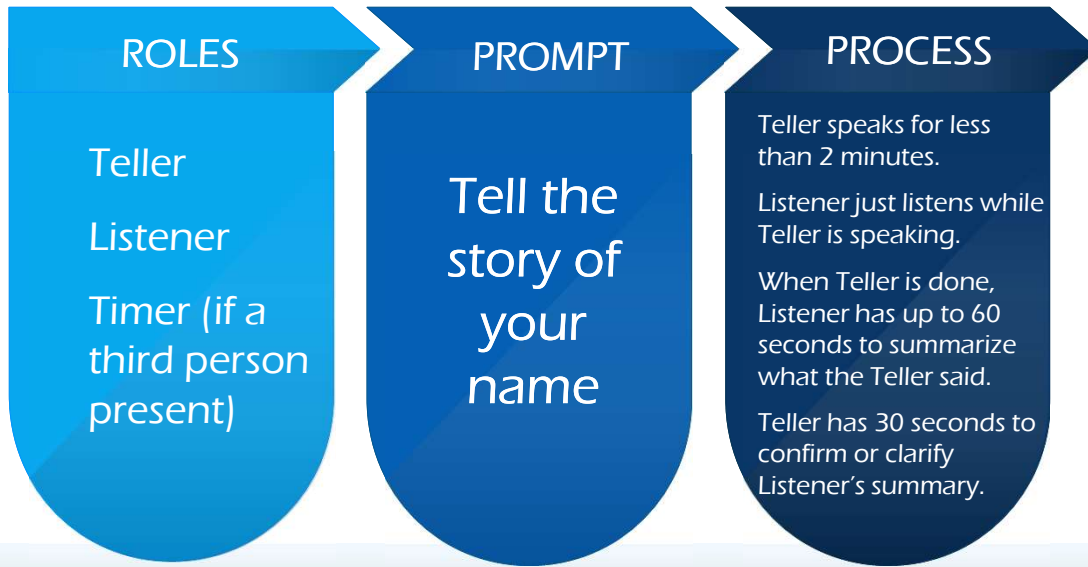 ROLES
Teller
Listener
Timer (if a
third person
present)
PROMPT
Tell the
story of
your
name
PROCESS
Teller speaks for less
than 2 minutes.
Listener just listens while
Teller is speaking.
When Teller is done,
Listener has up to 60
seconds to summarize
what the Teller said.
Teller has 30 seconds to
confirm or clarify
Listener’s summary.